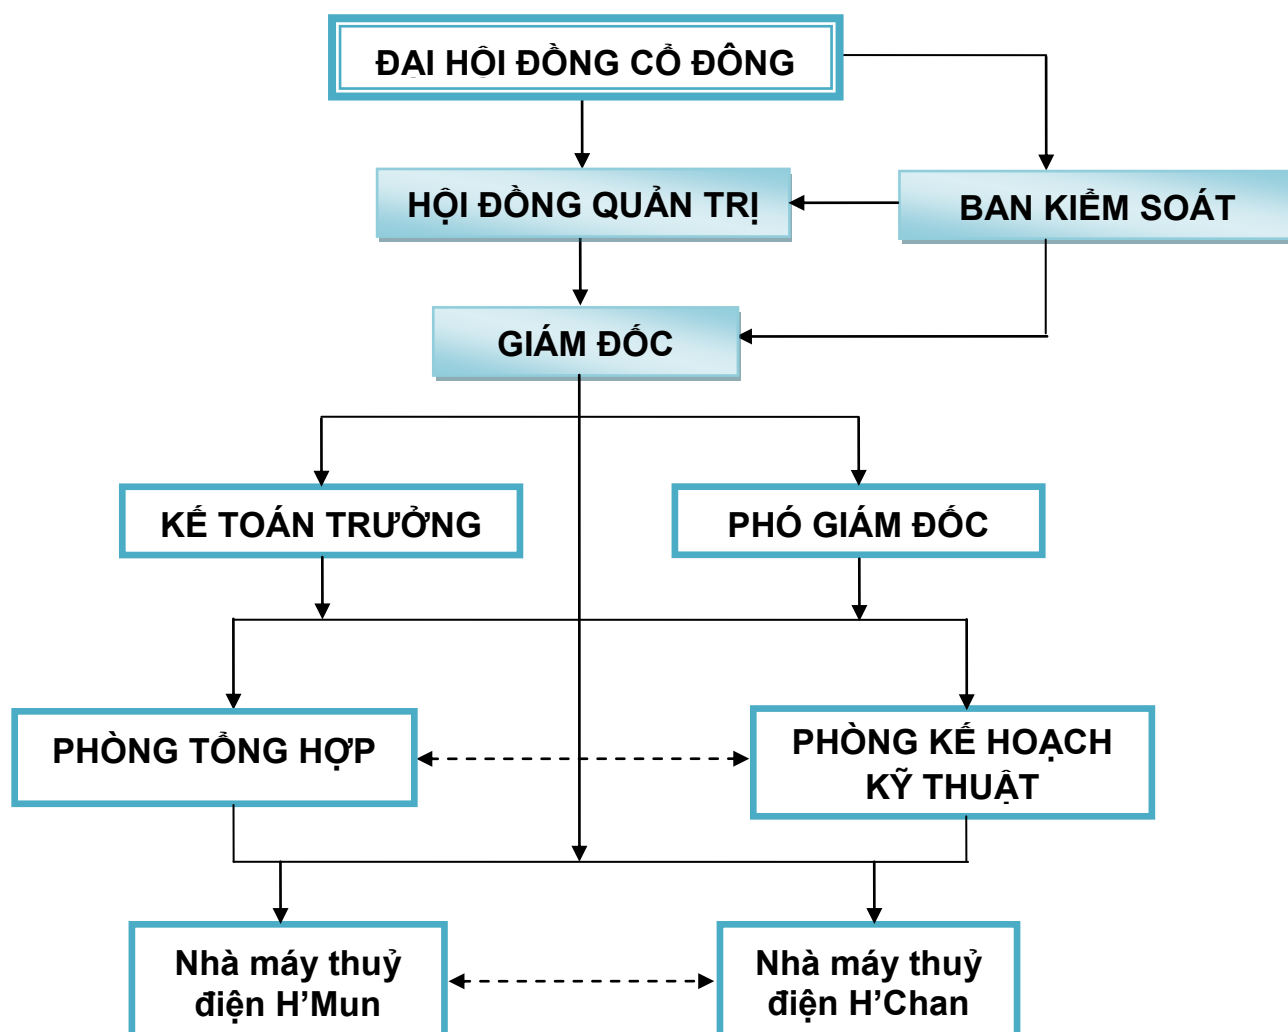 ĐẠI HỘI ĐỒNG CỔ ĐÔNG
HỘI ĐỒNG QUẢN TRỊ
BAN KIỂM SOÁT
GIÁM ĐỐC
KẾ TOÁN TRƯỞNG
PHÓ GIÁM ĐỐC
PHÒNG TỔNG HỢP
PHÒNG KẾ HOẠCH
KỸ THUẬT
Nhà máy thuỷ
điện H’Mun
Nhà máy thuỷ
điện H’Chan